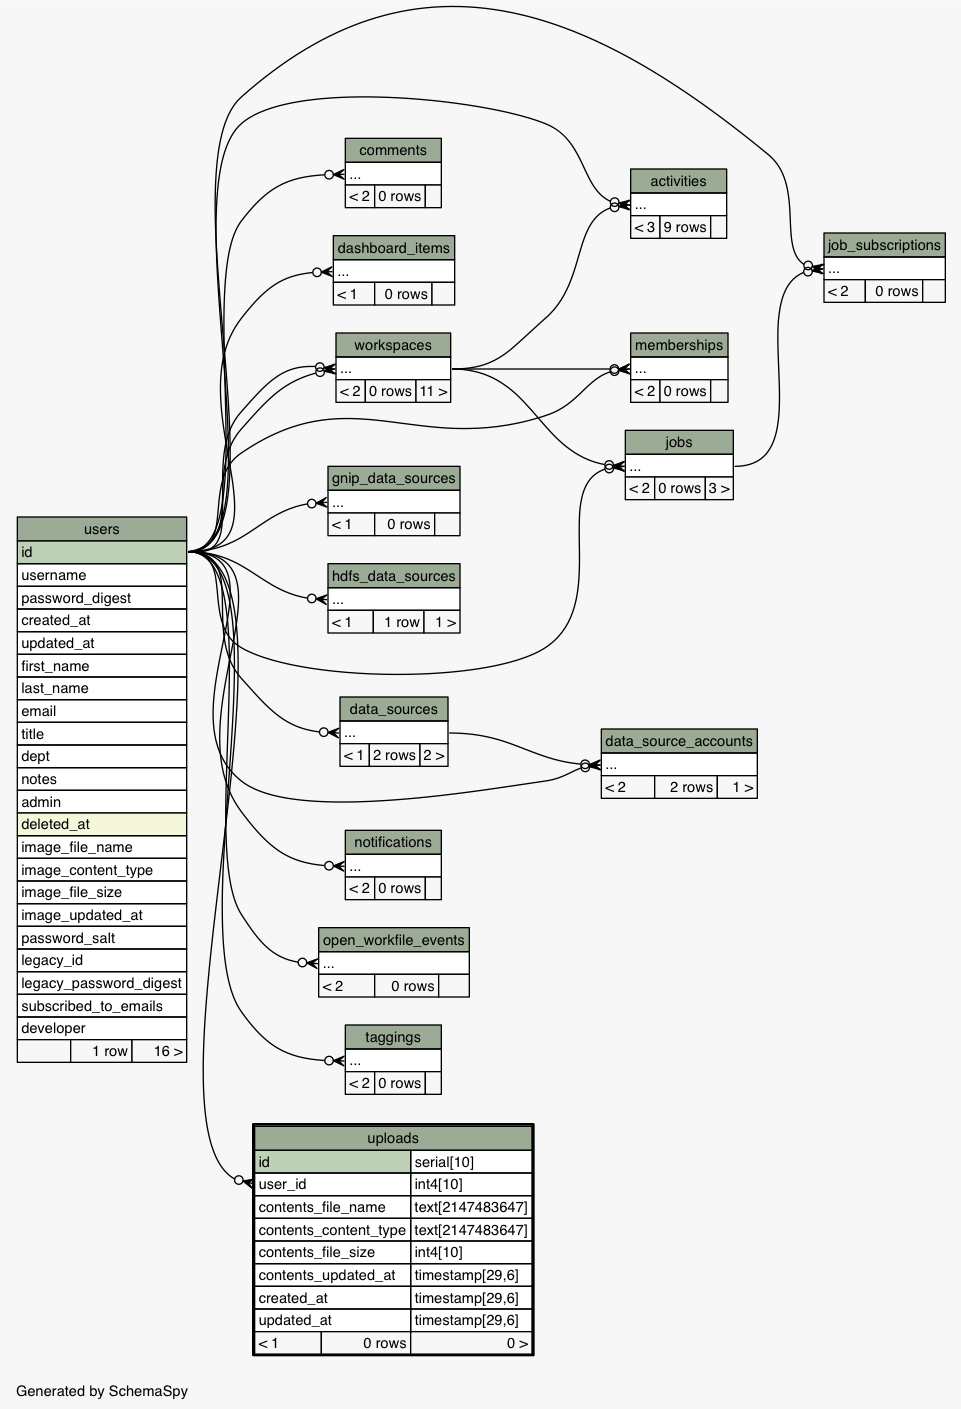 comments
...
< 2 0 rows
activities
...
< 3 9 rows
dashboard_items
...
< 1 0 rows
job_subscriptions
...
< 2 0 rows
workspaces
...
< 2 0 rows 11 >
memberships
...
< 2 0 rows
jobs
...
< 2 0 rows 3 >
gnip_data_sources
...
< 1 0 rows
hdfs_data_sources
...
< 1 1 row 1 >
users
id
username
password_digest
created_at
updated_at
first_name
last_name
email
title
dept
notes
admin
deleted_at
image_file_name
image_content_type
image_file_size
image_updated_at
password_salt
legacy_id
legacy_password_digest
subscribed_to_emails
developer
1 row 16 >
data_sources
...
< 1 2 rows 2 >
data_source_accounts
...
< 2 2 rows 1 >
notifications
...
< 2 0 rows
open_workfile_events
...
< 2 0 rows
taggings
...
< 2 0 rows
uploads
id serial[10]
user_id int4[10]
contents_file_name text[2147483647]
contents_content_type text[2147483647]
contents_file_size int4[10]
contents_updated_at timestamp[29,6]
created_at timestamp[29,6]
updated_at timestamp[29,6]
< 1 0 rows 0 >
Generated by SchemaSpy